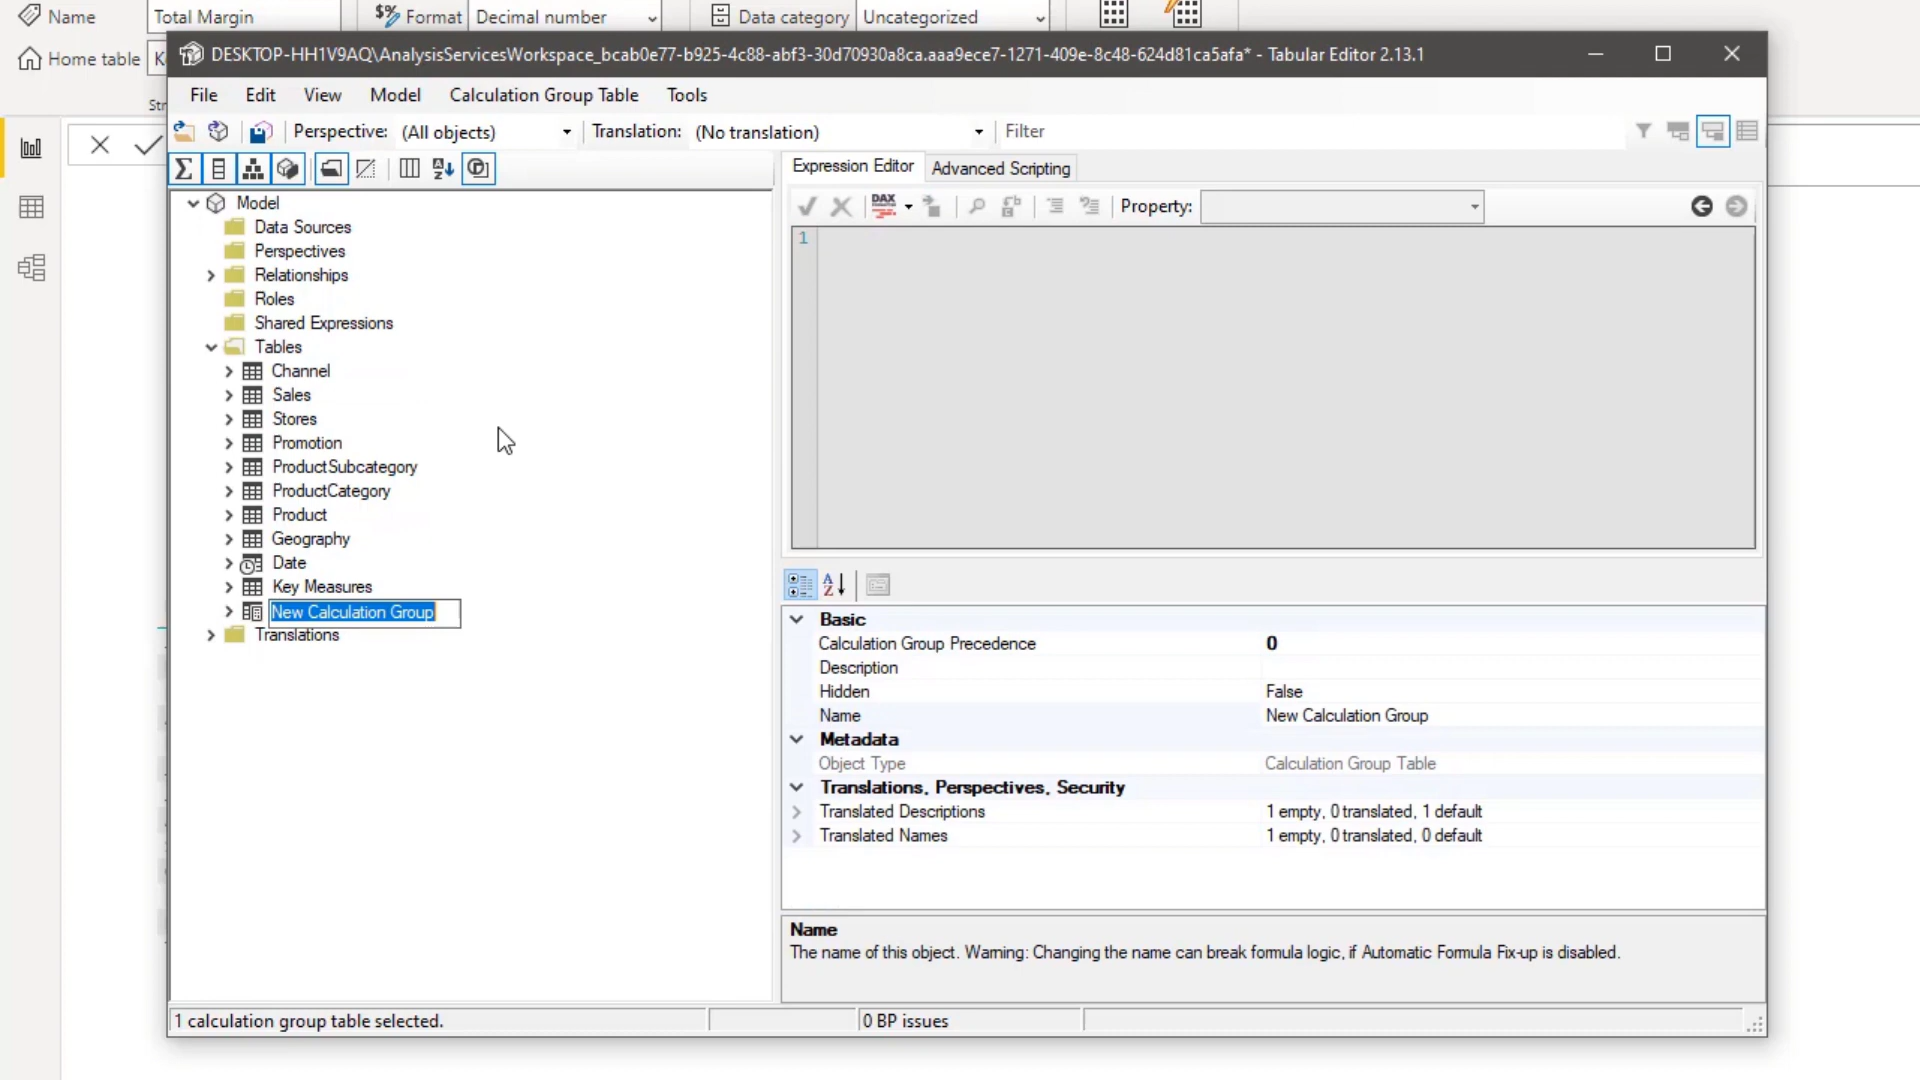 Name Total Margin $% Format Decimal number Data category Uncategorized
Home table
DESKTOP-HH1V9AQ\AnalysisServicesWorkspace_bcab0e77-b925-4c88-abf3-30d70930a8ca.aaa9ece7-1271-409e-8c48-624d81ca5afa* - Tabular Editor 2.13.1
File Edit View Model Calculation Group Table Tools
Perspective: (All objects) Translation: (No translation) Filter
Expression Editor Advanced Scripting
DAX Property:
1
Model
Data Sources
Perspectives
Relationships
Roles
Shared Expressions
Tables
Channel
Sales
Stores
Promotion
ProductSubcategory
ProductCategory
Product
Geography
Date
Key Measures
New Calculation Group
Translations
Basic
Calculation Group Precedence 0
Description
Hidden False
Name New Calculation Group
Metadata
Object Type Calculation Group Table
Translations, Perspectives, Security
Translated Descriptions 1 empty, 0 translated, 1 default
Translated Names 1 empty, 0 translated, 0 default
Name
The name of this object. Warning: Changing the name can break formula logic, if Automatic Formula Fix-up is disabled.
1 calculation group table selected. 0 BP issues